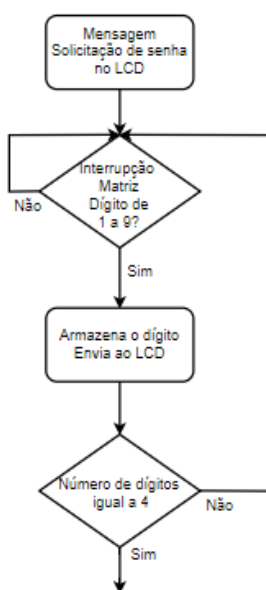 Mensagem
Solicitação de senha
no LCD
Interrupção
Matriz
Dígito de
1 a 9?
Não
Sim
Armazena o dígito
Envia ao LCD
Número de dígitos
igual a 4
Não
Sim